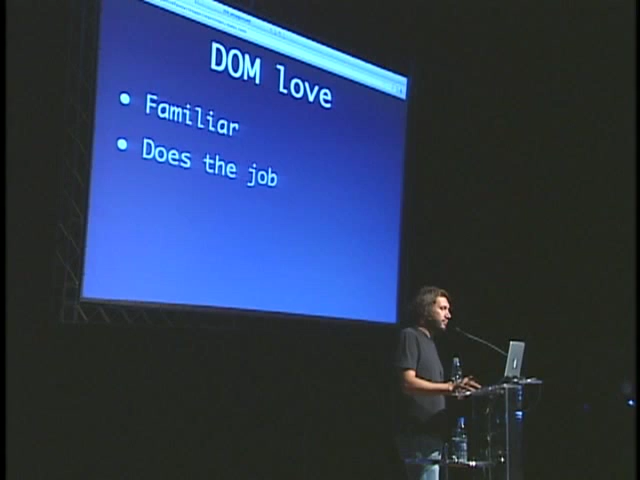 DOM love
• Familiar
• Does the job